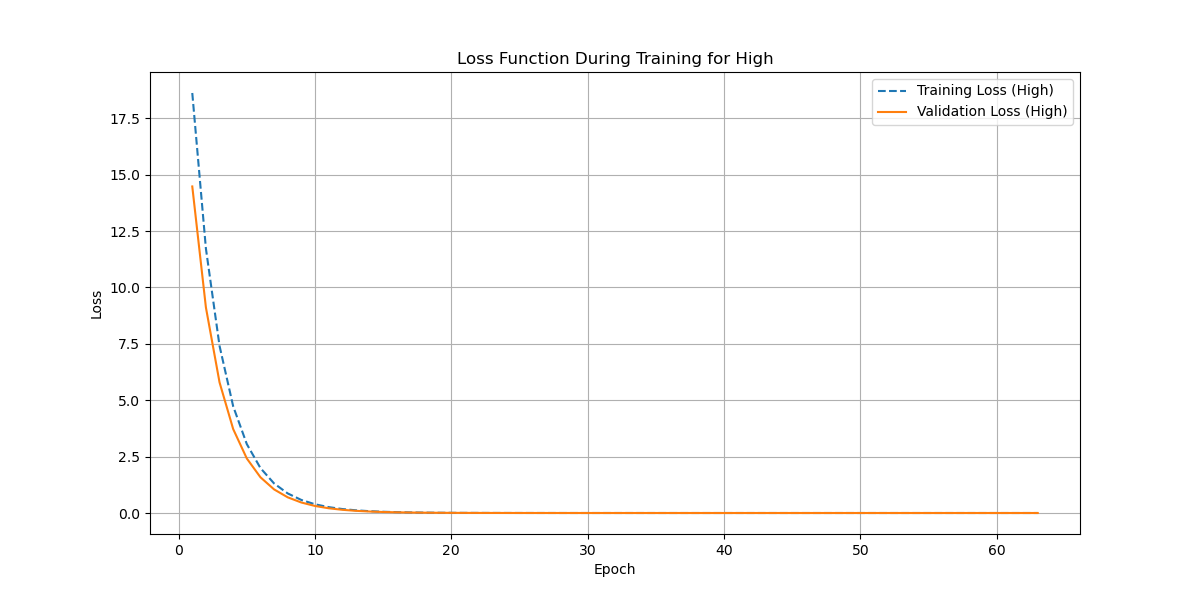 Loss Function During Training for High
Training Loss (High)
Validation Loss (High)
Loss
17.5
15.0
12.5
10.0
7.5
5.0
2.5
0.0
0 10 20 30 40 50 60
Epoch